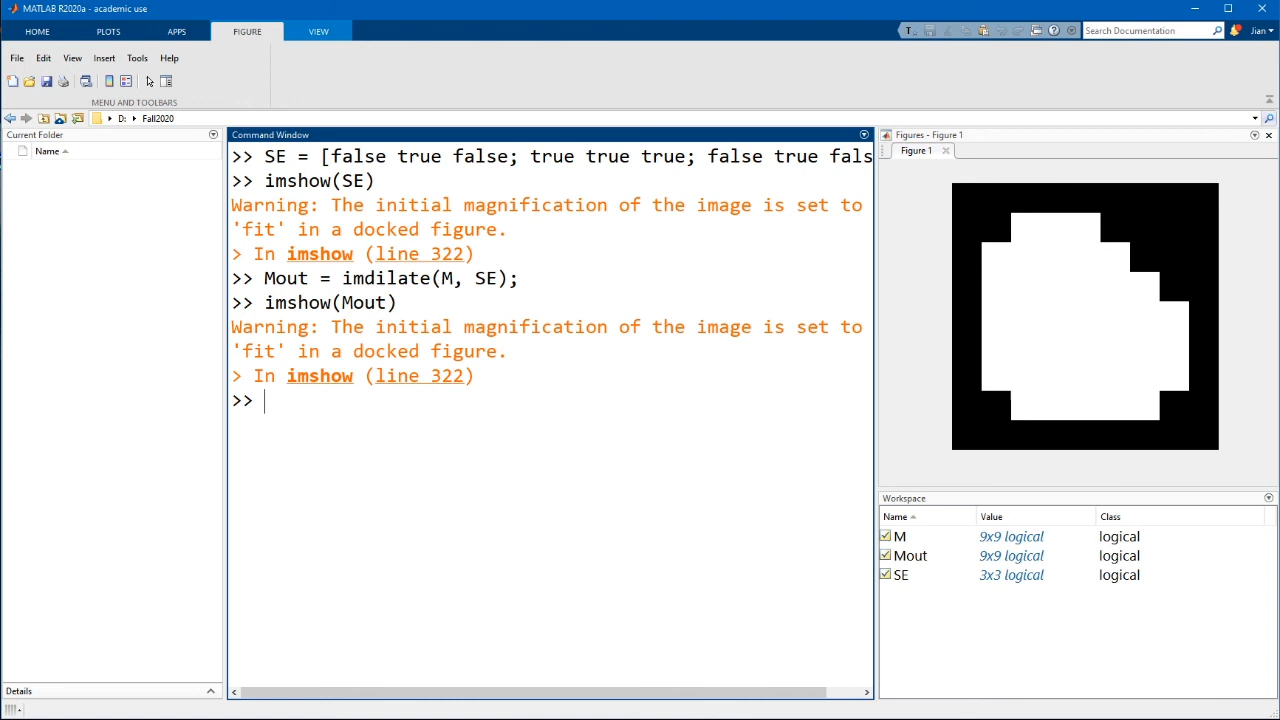 MATLAB R2020a - academic use
HOME PLOTS APPS FIGURE VIEW
Search Documentation
Jian
File Edit View Insert Tools Help
MENU AND TOOLBARS
D: Fall2020
Current Folder
Name
Details
Command Window
>> SE = [false true false; true true true; false true fals
>> imshow(SE)
Warning: The initial magnification of the image is set to
'fit' in a docked figure.
> In imshow (line 322)
>> Mout = imdilate(M, SE);
>> imshow(Mout)
Warning: The initial magnification of the image is set to
'fit' in a docked figure.
> In imshow (line 322)
>>
Figures - Figure 1
Figure 1
Workspace
Name Value Class
M 9x9 logical logical
Mout 9x9 logical logical
SE 3x3 logical logical